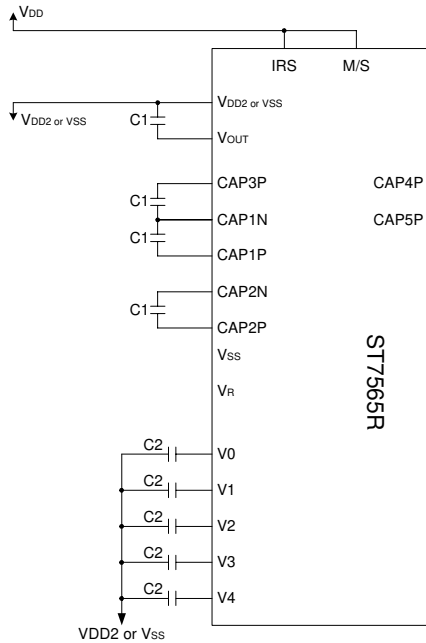 VDD
IRS M/S
VDD2 or VSS
VDD2 or VSS
C1
VOUT
CAP3P CAP4P
C1
CAP1N CAP5P
C1
CAP1P
CAP2N
C1
CAP2P
VSS
VR
ST7565R
C2 V0
C2 V1
C2 V2
C2 V3
C2 V4
VDD2 or VSS